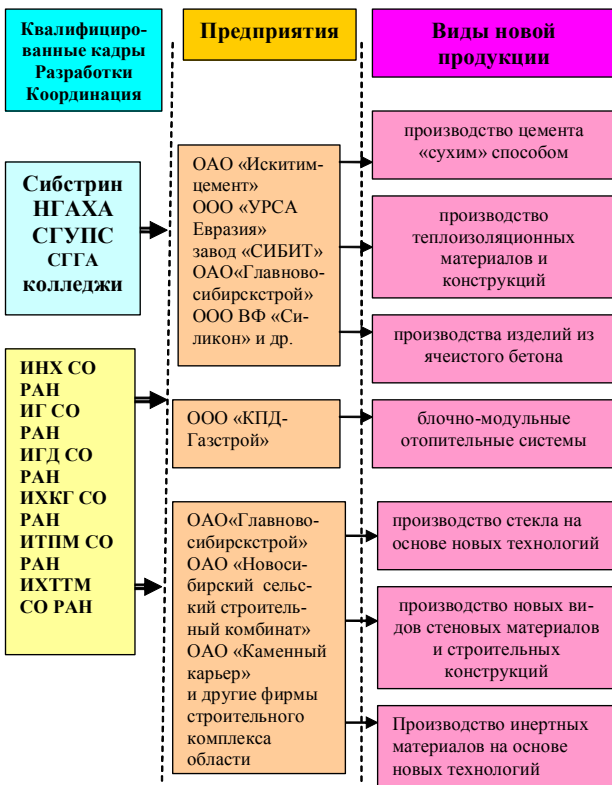 Квалифициро-
ванные кадры
Разработки
Координация
Предприятия
Виды новой
продукции
Сибстрин
НГАХА
СГУПС
СГГА
колледжи
ИНХ СО
РАН
ИГ СО
РАН
ИГД СО
РАН
ИХКГ СО
РАН
ИТПМ СО
РАН
ИХТТМ
СО РАН
ОАО «Искитим-
цемент»
ООО «УРСА
Евразия»
завод «СИБИТ»
ОАО«Главново-
сибирскстрой»
ООО ВФ «Си-
ликон» и др.
ООО «КПД-
Газстрой»
ОАО«Главново-
сибирскстрой»
ОАО «Новоси-
бирский сельс-
ский строитель-
ный комбинат»
ОАО «Каменный
карьер»
и другие фирмы
строительного
комплекса
области
производство цемента
«сухим» способом
производство
теплоизоляционных
материалов и
конструкций
производства изделий из
ячеистого бетона
блочно-модульные
отопительные системы
производство стекла на
основе новых технологий
производство новых ви-
дов стеновых материалов
и строительных
конструкций
Производство инертных
материалов на основе
новых технологий